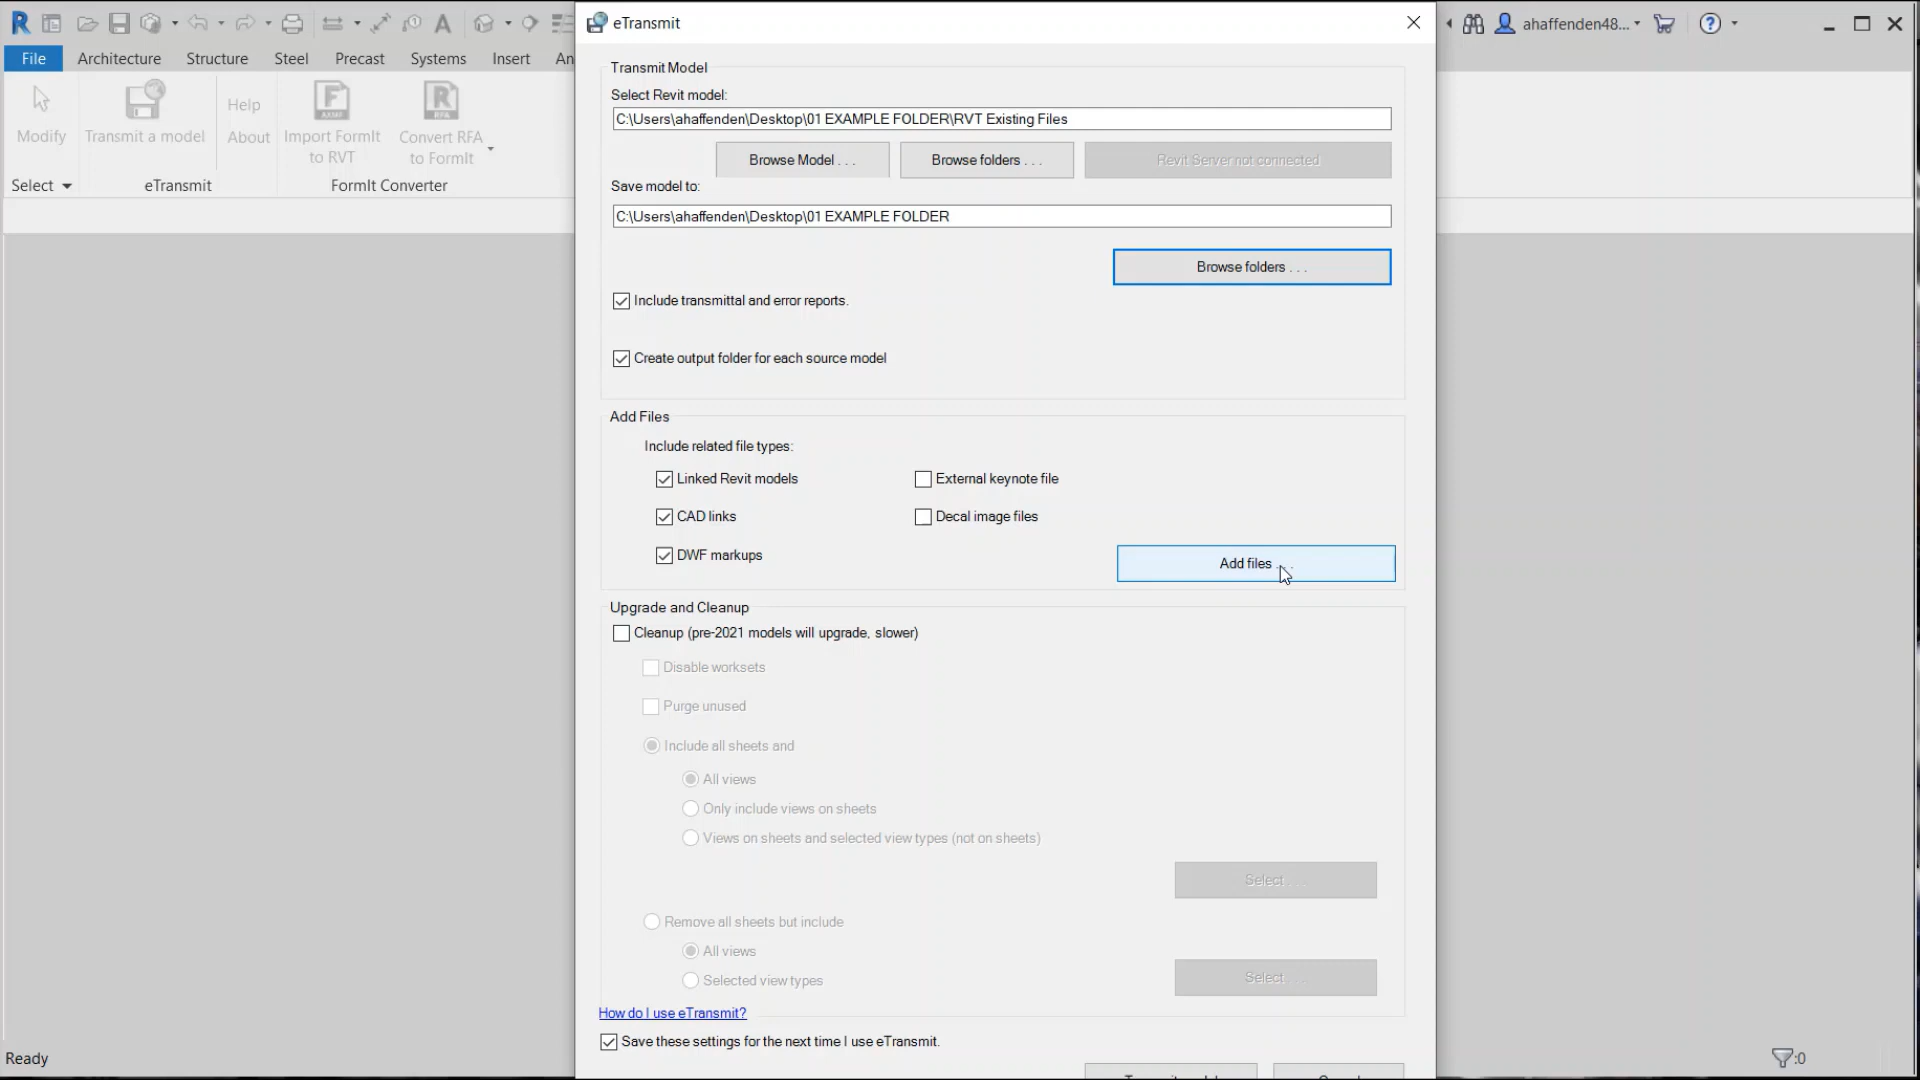 eTransmit
ahaffenden48...
File
Architecture
Structure
Steel
Precast
Systems
Insert
An
Modify
Transmit a model
Help
About
Import FormIt
to RVT
Convert RFA
to FormIt
Select
eTransmit
FormIt Converter
Transmit Model
Select Revit model:
C:\Users\ahaffenden\Desktop\01 EXAMPLE FOLDER\RVT Existing Files
Browse Model . . .
Browse folders . . .
Revit Server not connected
Save model to:
C:\Users\ahaffenden\Desktop\01 EXAMPLE FOLDER
Browse folders . . .
Include transmittal and error reports.
Create output folder for each source model
Add Files
Include related file types:
Linked Revit models
External keynote file
CAD links
Decal image files
DWF markups
Add files . . .
Upgrade and Cleanup
Cleanup (pre-2021 models will upgrade, slower)
Disable worksets
Purge unused
Include all sheets and
All views
Only include views on sheets
Views on sheets and selected view types (not on sheets)
Select . . .
Remove all sheets but include
All views
Selected view types
Select . . .
How do I use eTransmit?
Save these settings for the next time I use eTransmit.
Ready
:0